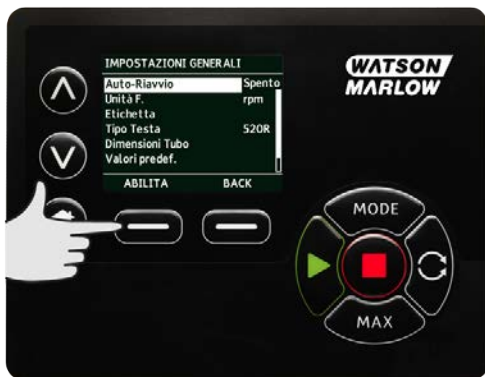 IMPOSTAZIONI GENERALI
Auto-Riavvio Spento
Unità F. rpm
Etichetta
Tipo Testa 520R
Dimensioni Tubo
Valori predef.
ABILITA BACK
WATSON
MARLOW
MODE
MAX